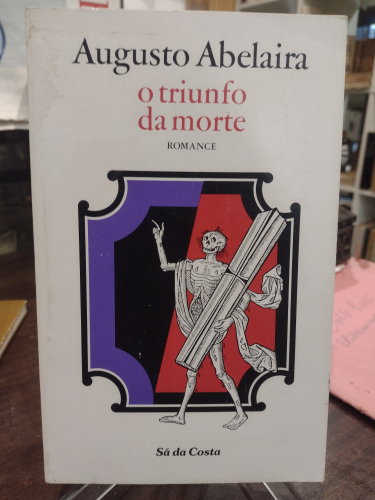 Augusto Abelaira
o triunfo
da morte
ROMANCE
Sá da Costa